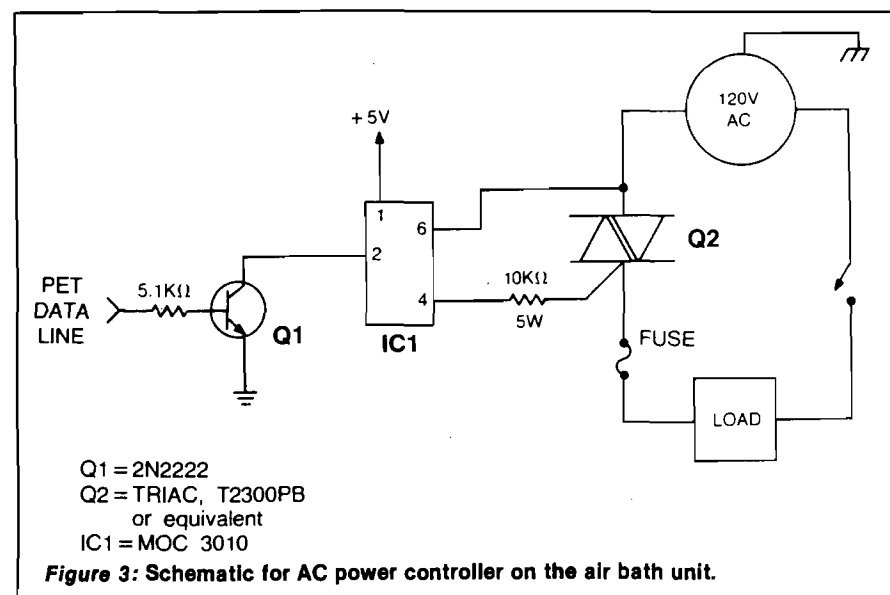 120V
AC
+5V
1
6
2
4
Q2
10KΩ
5W
PET
DATA
LINE
5.1KΩ
Q1
IC1
FUSE
LOAD
Q1 = 2N2222
Q2 = TRIAC, T2300PB
or equivalent
IC1 = MOC 3010
Figure 3: Schematic for AC power controller on the air bath unit.